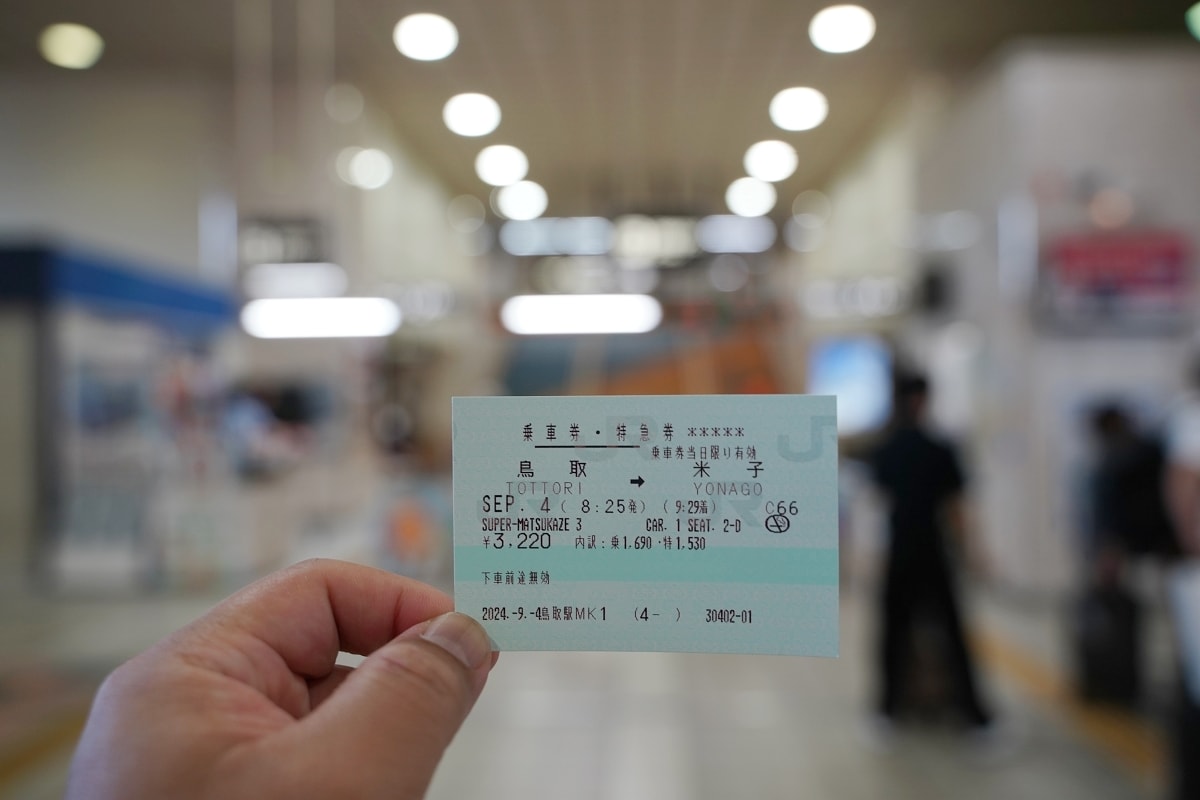 乗車券・特急券 *****
乗車券当日限り有効
鳥取 → 米子
TOTTORI YONAGO
SEP. 4 ( 8:25発) ( 9:29着) C66
SUPER-MATSUKAZE 3 CAR. 1 SEAT. 2-D
¥3,220 内訳:乗1,690・特1,530
下車前途無効
2024.-9.-4鳥取駅MK1 (4- ) 30402-01